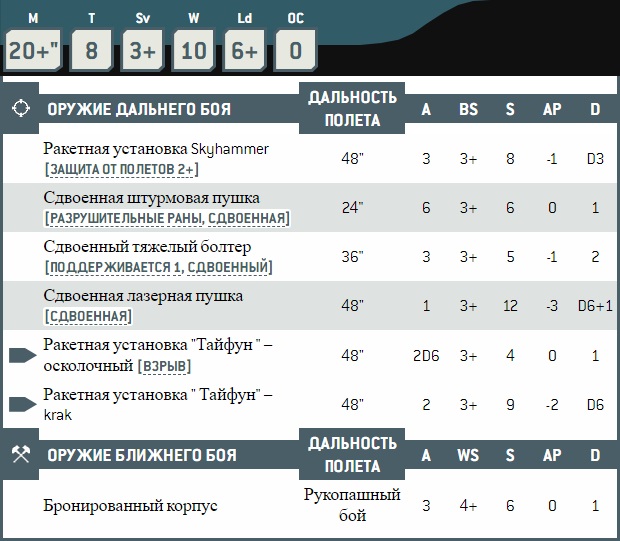 M T Sv W Ld OC
20+" 8 3+ 10 6+ 0
ОРУЖИЕ ДАЛЬНЕГО БОЯ ДАЛЬНОСТЬ ПОЛЕТА A BS S AP D
Ракетная установка Skyhammer
[ЗАЩИТА ОТ ПОЛЕТОВ 2+] 48" 3 3+ 8 -1 D3
Сдвоенная штурмовая пушка
[РАЗРУШИТЕЛЬНЫЕ РАНЫ, СДВОЕННАЯ] 24" 6 3+ 6 0 1
Сдвоенный тяжелый болтер
[ПОДДЕРЖИВАЕТСЯ 1, СДВОЕННЫЙ] 36" 3 3+ 5 -1 2
Сдвоенная лазерная пушка
[СДВОЕННАЯ] 48" 1 3+ 12 -3 D6+1
Ракетная установка "Тайфун " –
осколочный [ВЗРЫВ] 48" 2D6 3+ 4 0 1
Ракетная установка " Тайфун" –
krak 48" 2 3+ 9 -2 D6
ОРУЖИЕ БЛИЖНЕГО БОЯ ДАЛЬНОСТЬ ПОЛЕТА A WS S AP D
Бронированный корпус Рукопашный бой 3 4+ 6 0 1